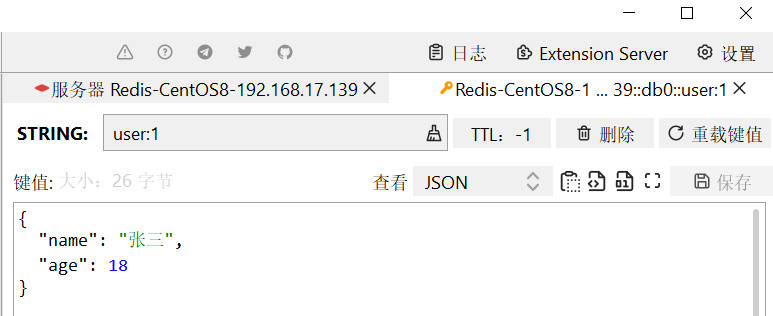 日志 Extension Server 设置
服务器 Redis-CentOS8-192.168.17.139 Redis-CentOS8-1 ... 39::db0::user:1
STRING: user:1 TTL: -1 删除 重载键值
键值: 大小: 26 字节 查看 JSON 保存
{
"name": "张三",
"age": 18
}